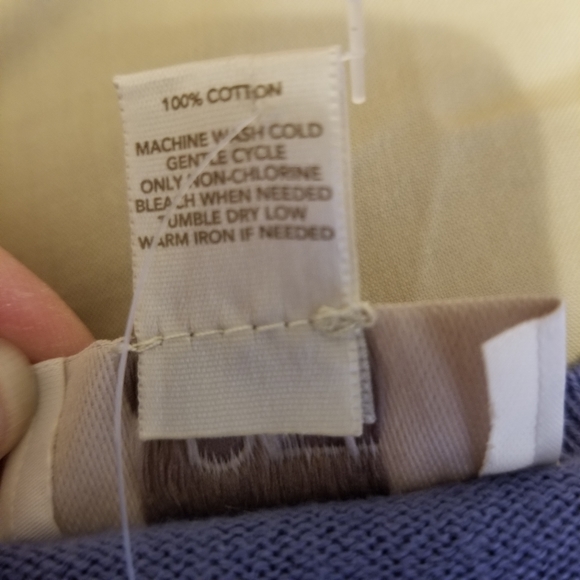 100% COTTON
MACHINE WASH COLD
GENTLE CYCLE
ONLY NON-CHLORINE
BLEACH WHEN NEEDED
TUMBLE DRY LOW
WARM IRON IF NEEDED